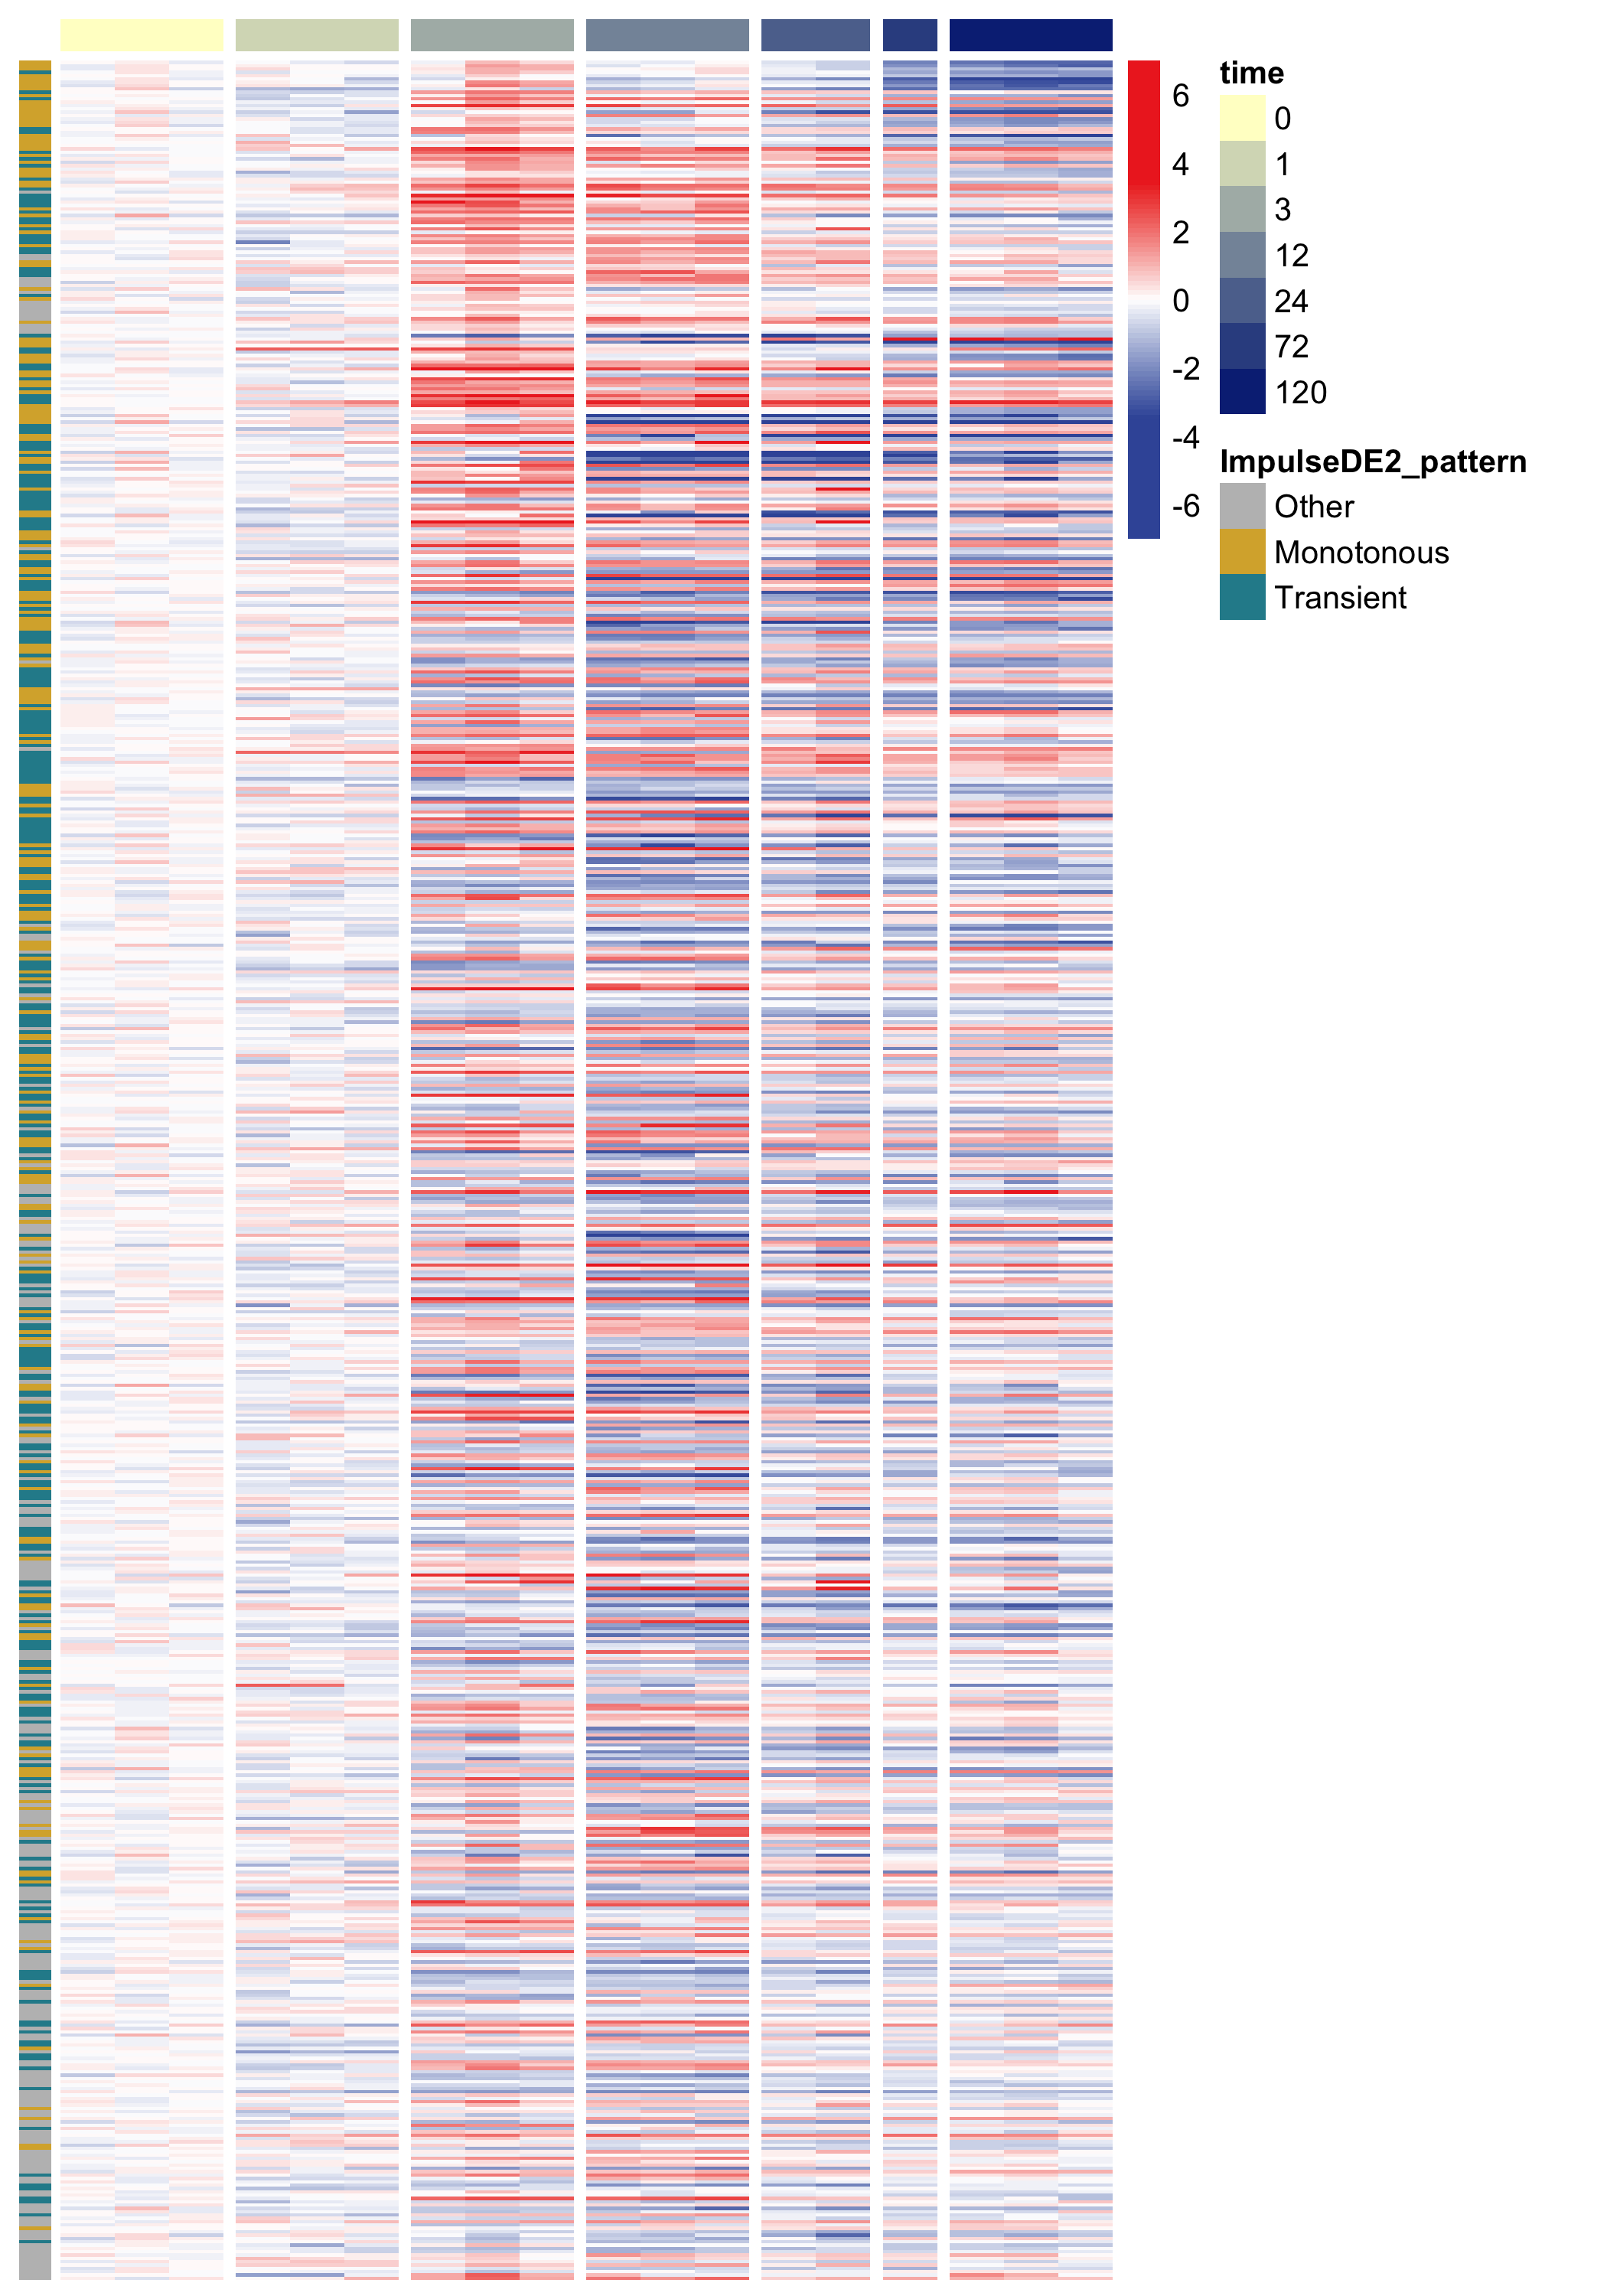 6
4
2
0
-2
-4
-6
time
0
1
3
12
24
72
120
ImpulseDE2_pattern
Other
Monotonous
Transient